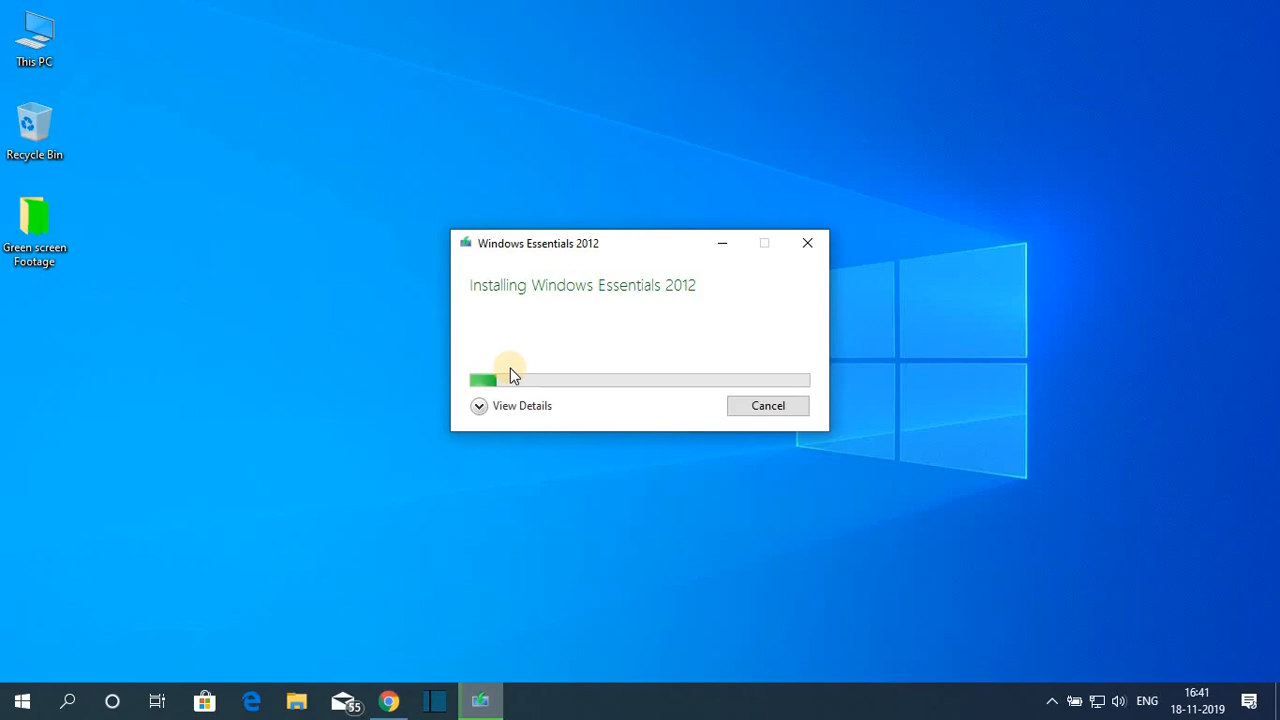 This PC
Recycle Bin
Green screen
Footage
Windows Essentials 2012
Installing Windows Essentials 2012
View Details
Cancel
55
ENG
16:41
18-11-2019